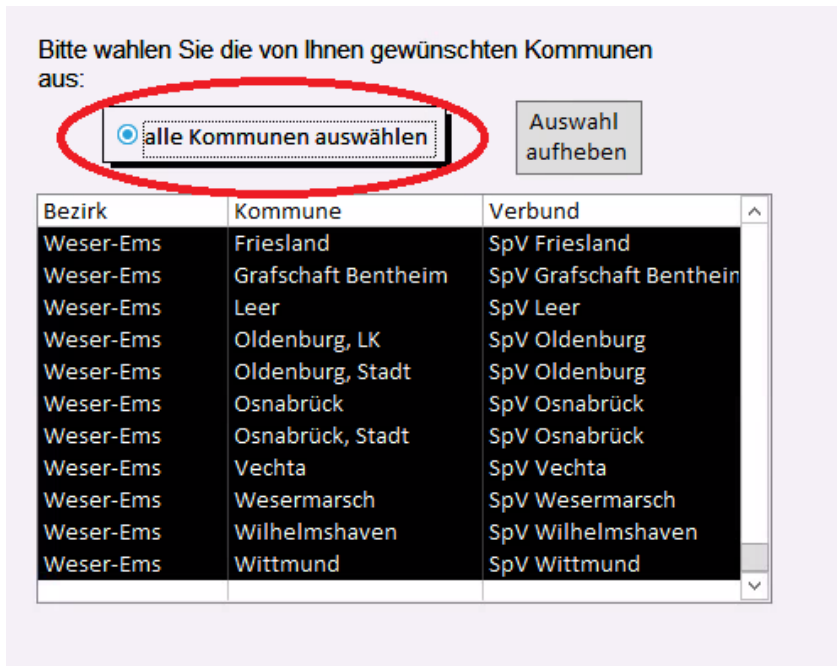 Bitte wahlen Sie die von Ihnen gewünschten Kommunen
aus:
alle Kommunen auswählen
Auswahl
aufheben
Bezirk Kommune Verbund
Weser-Ems Friesland SpV Friesland
Weser-Ems Grafschaft Bentheim SpV Grafschaft Bentheim
Weser-Ems Leer SpV Leer
Weser-Ems Oldenburg, LK SpV Oldenburg
Weser-Ems Oldenburg, Stadt SpV Oldenburg
Weser-Ems Osnabrück SpV Osnabrück
Weser-Ems Osnabrück, Stadt SpV Osnabrück
Weser-Ems Vechta SpV Vechta
Weser-Ems Wesermarsch SpV Wesermarsch
Weser-Ems Wilhelmshaven SpV Wilhelmshaven
Weser-Ems Wittmund SpV Wittmund